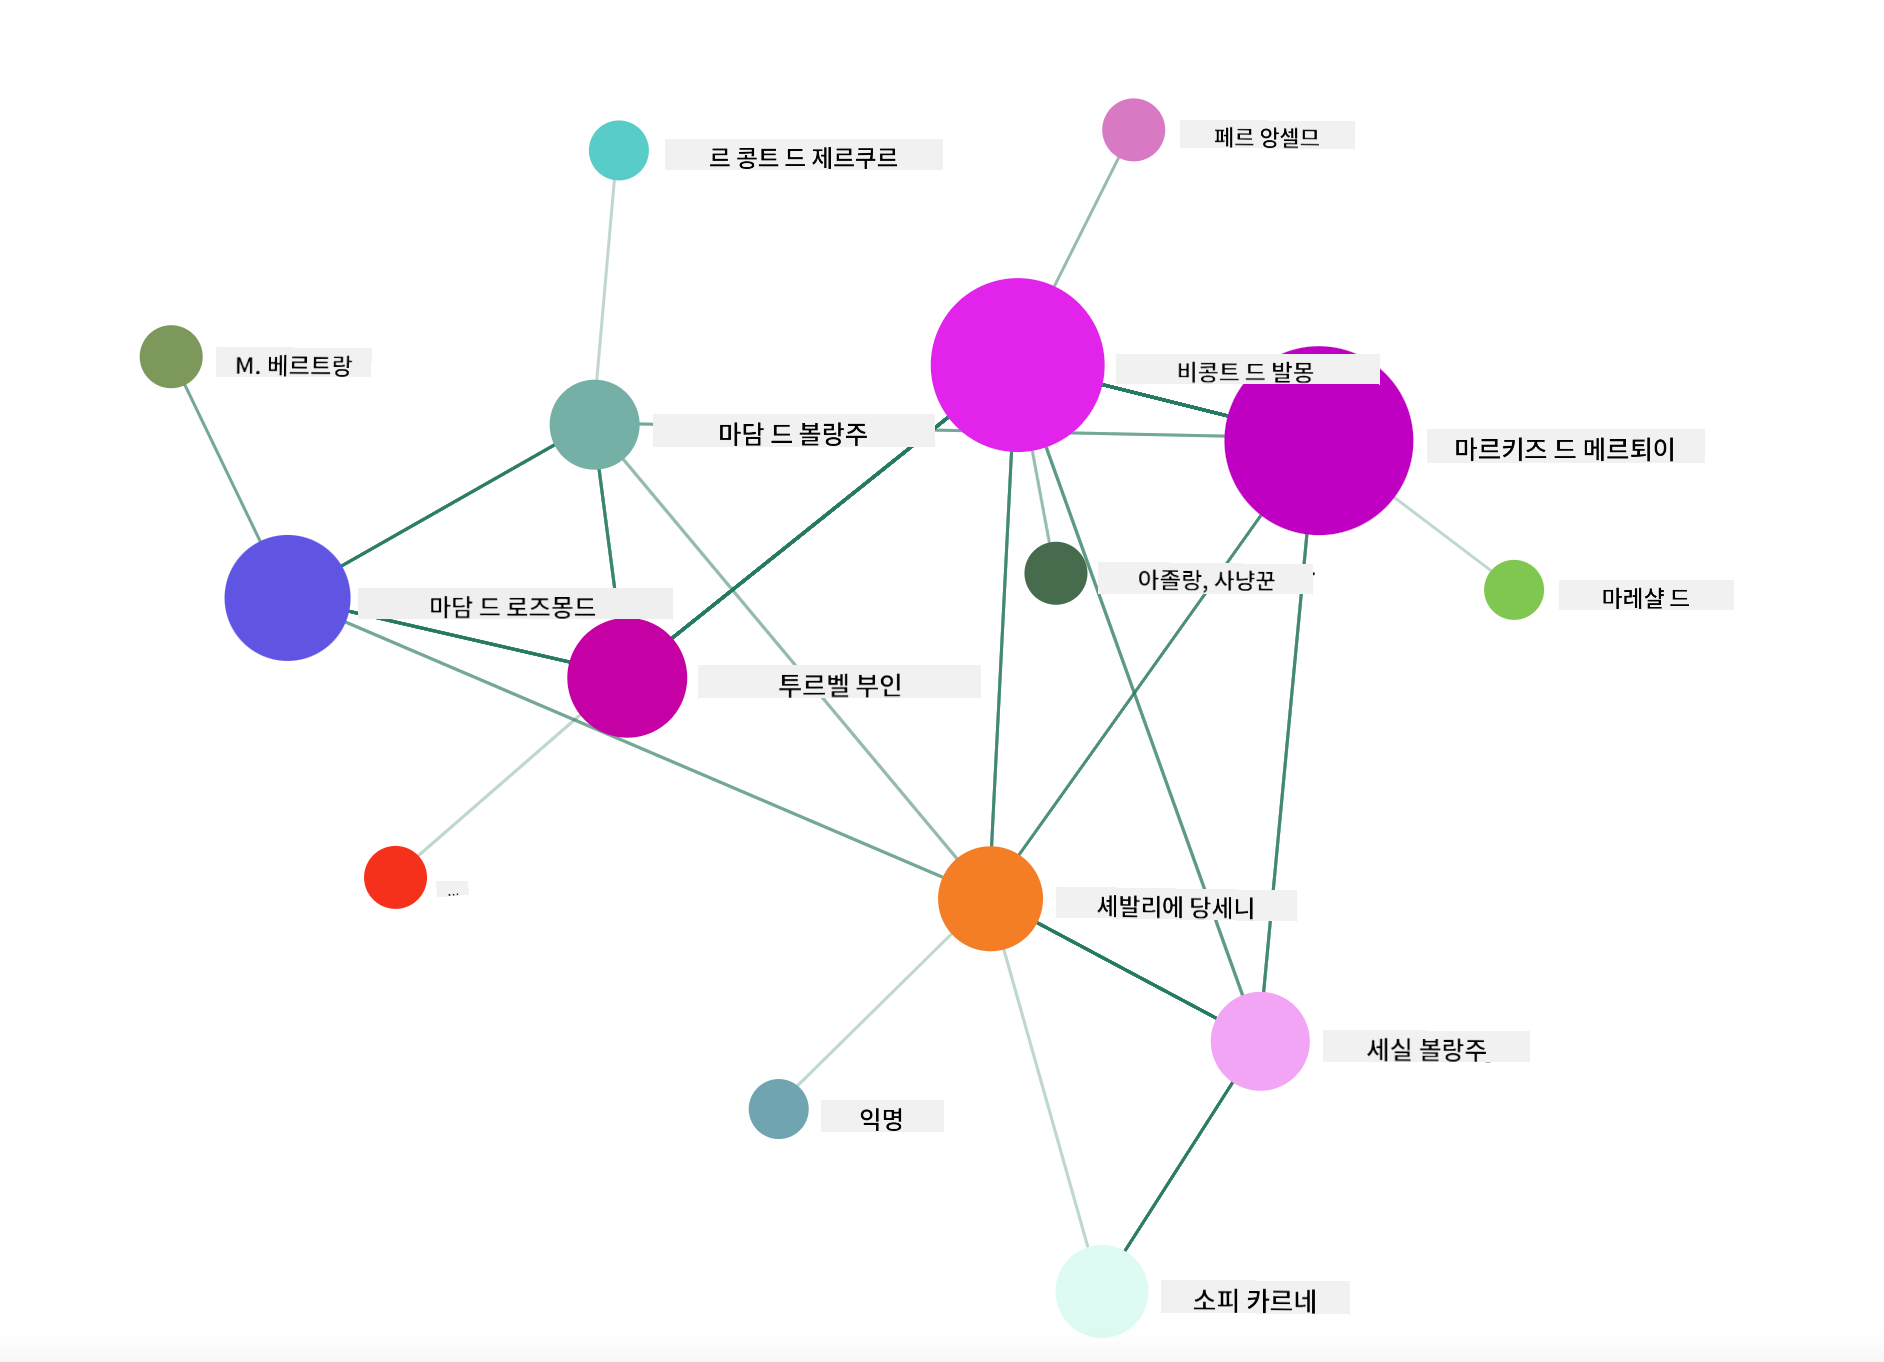 페르 앙셀므
르 콩트 드 제르쿠르
M. 베르트랑
비콩트 드 발몽
마담 드 볼랑주
마르키즈 드 메르퇴이
아졸랑, 사냥꾼
마레샬 드
마담 드 로즈몽드
투르벨 부인
...
셰발리에 당세니
세실 볼랑주
익명
소피 카르네